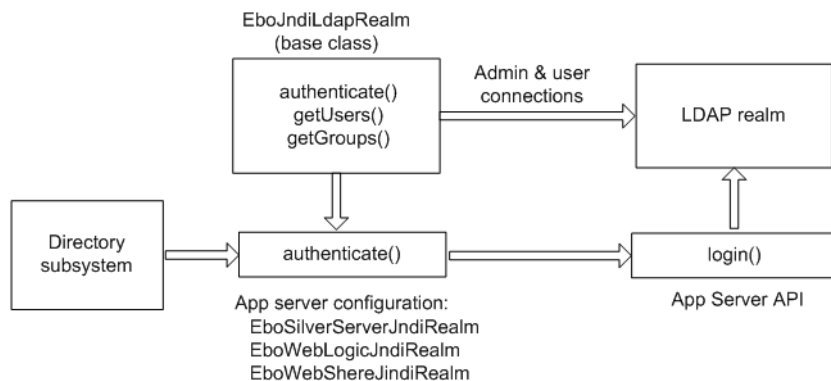 EboJndiLdapRealm
(base class)
authenticate()
getUsers()
getGroups()
Admin & user
connections
LDAP realm
Directory
subsystem
authenticate()
login()
App server configuration:
EboSilverServerJndiRealm
EboWebLogicJndiRealm
EboWebShereJindiRealm
App Server API